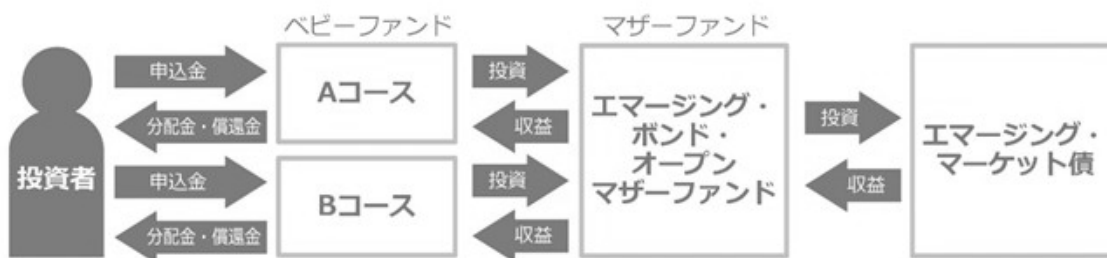 ベビーファンド
マザーファンド
投資者
申込金
分配金・償還金
申込金
分配金・償還金
Aコース
Bコース
投資
収益
投資
収益
エマージング・
ボンド・
オープン
マザーファンド
投資
収益
エマージング・
マーケット債